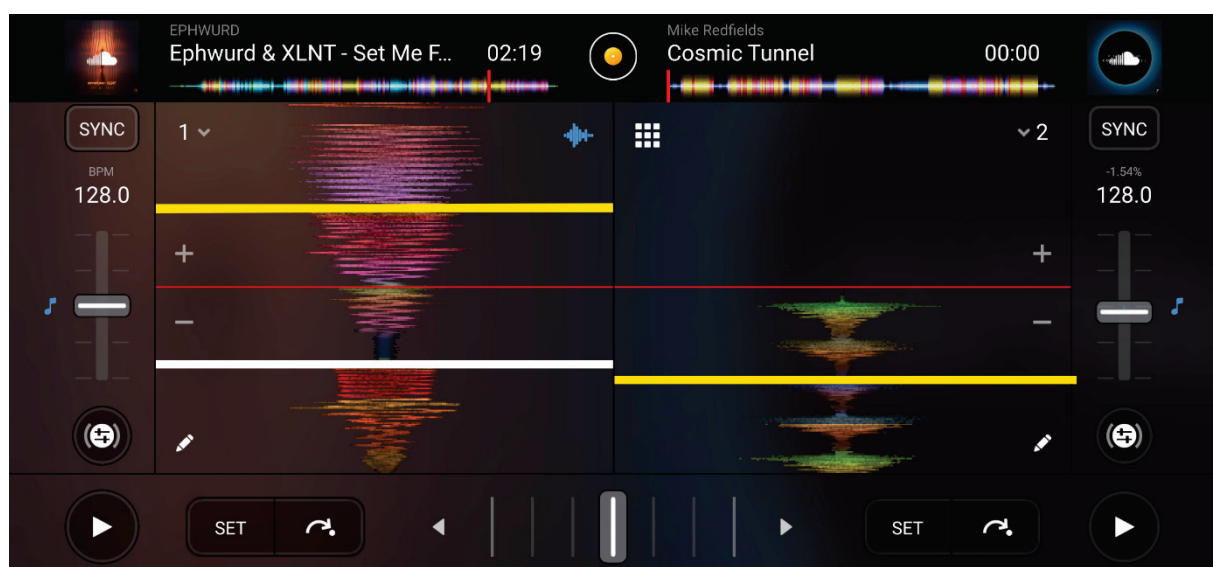 EPHWURD
Ephwurd & XLNT - Set Me F... 02:19
Mike Redfields
Cosmic Tunnel 00:00
SYNC
1
2
SYNC
BPM
128.0
-1.54%
128.0
SET
SET